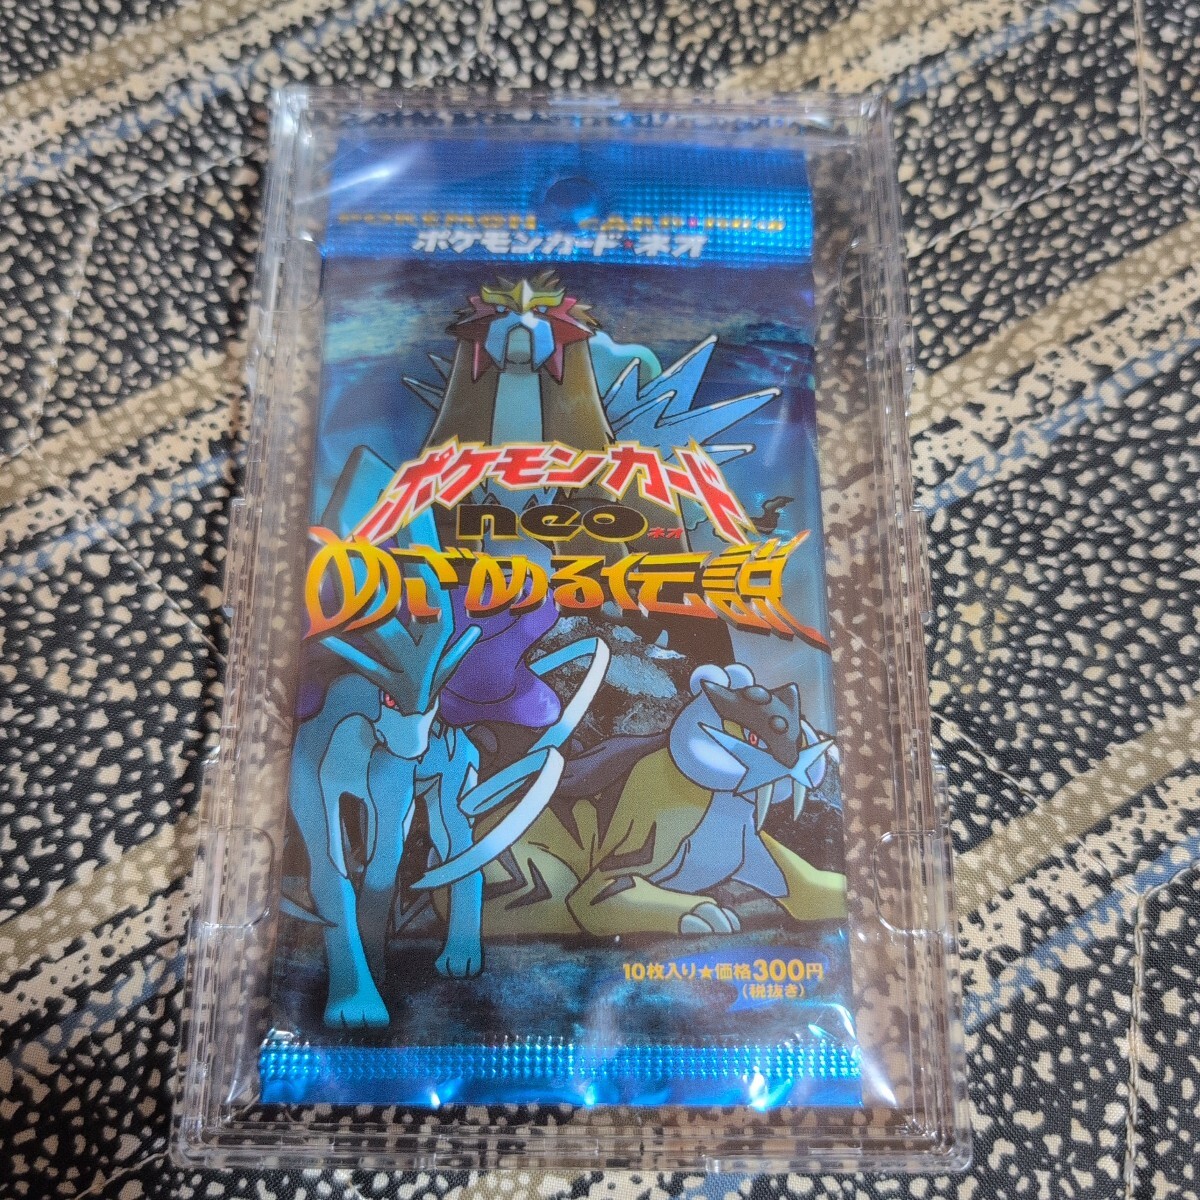 POKEMON CARD★neo
ポケモンカード★ネオ
ポケモンカード
neo ネオ
めざめる伝説
10枚入り★価格300円
(税抜き)